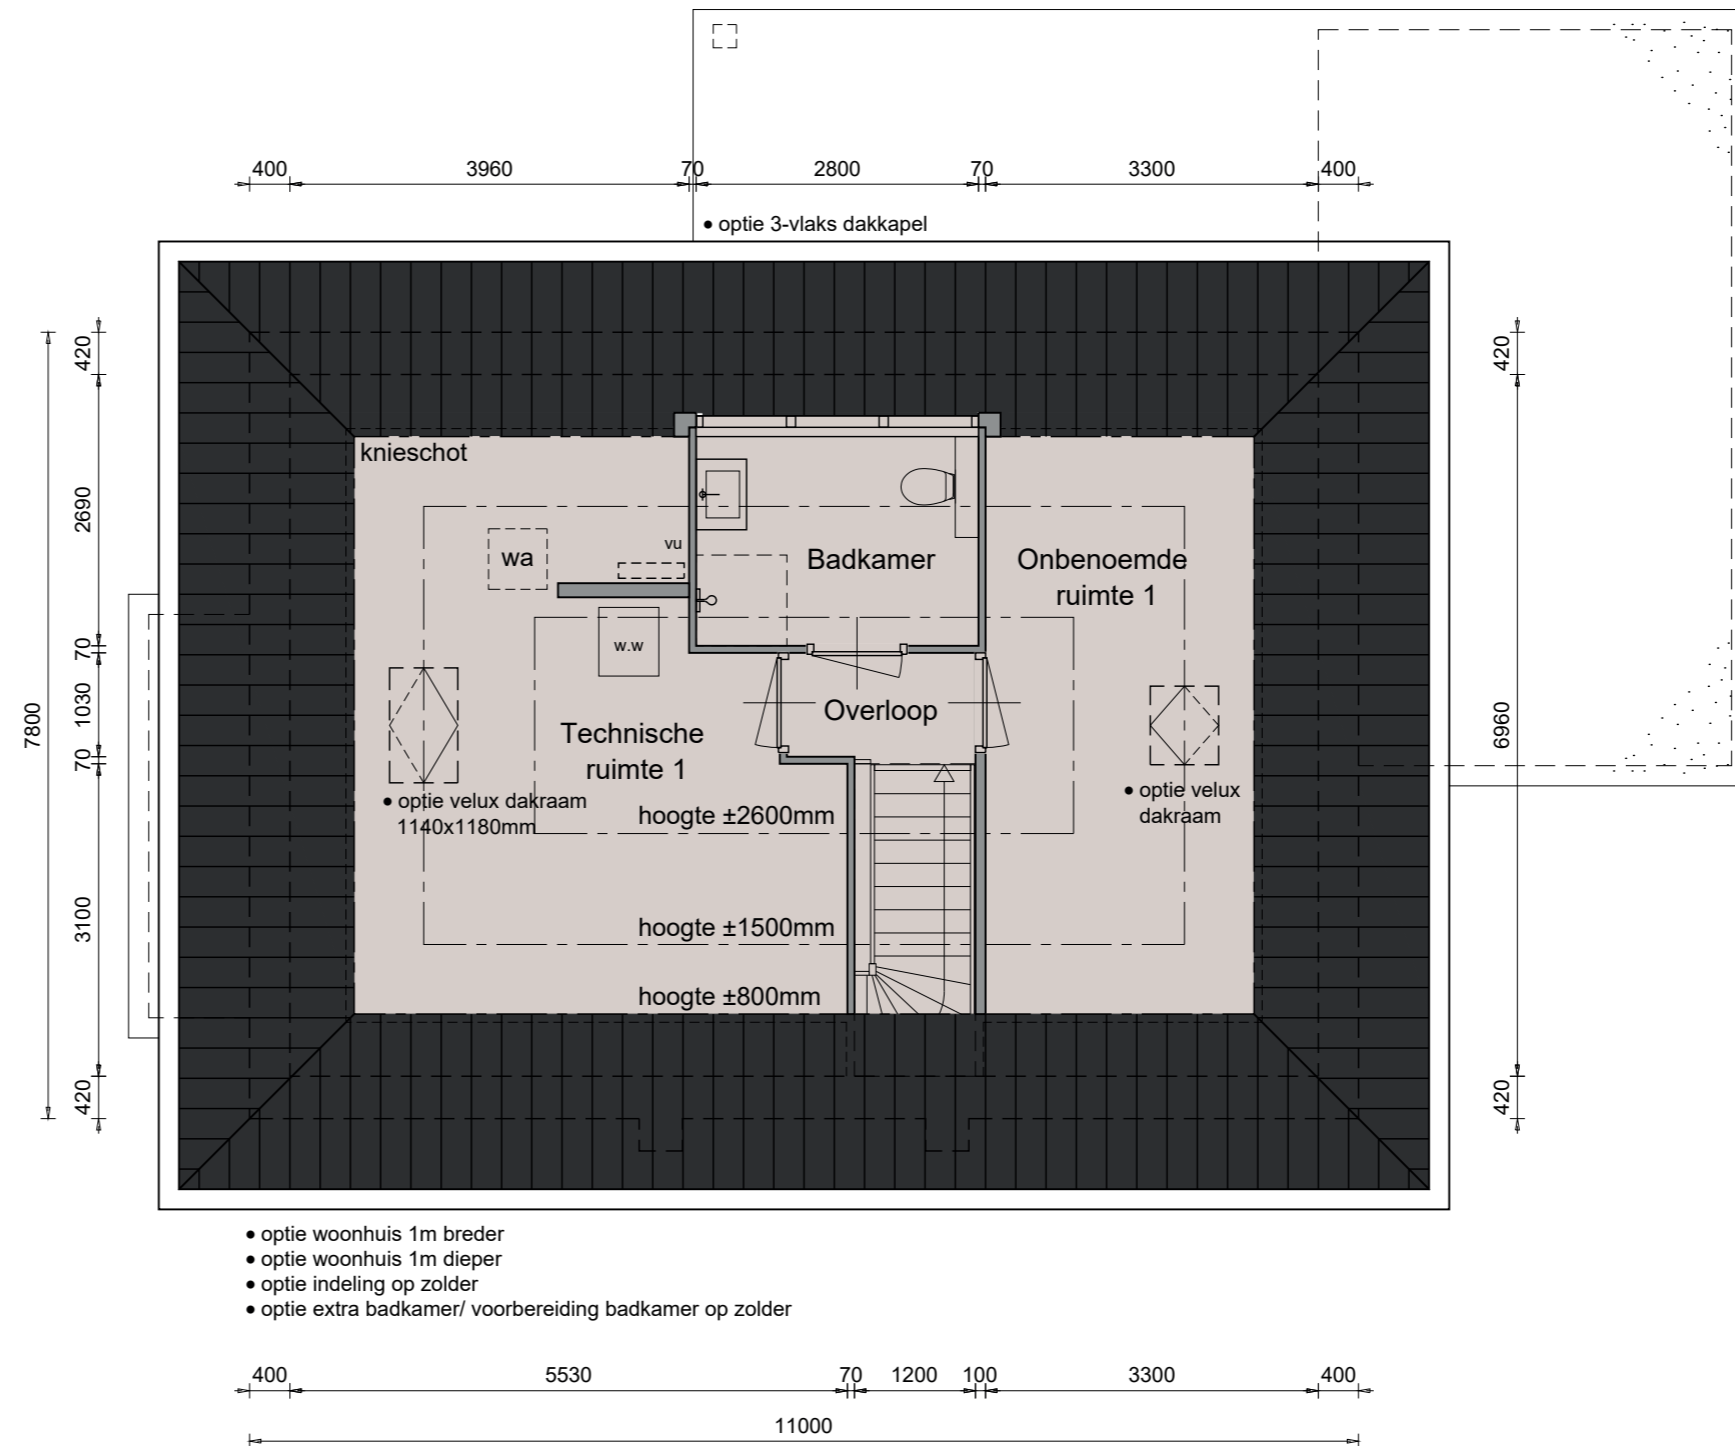 400 3960 70 2800 70 3300 400
• optie 3-vlaks dakkapel
420
420
knieschot
2690
wa
vu
Badkamer
Onbenoemde
ruimte 1
w.w
70
1030
7800
6960
Overloop
Technische
ruimte 1
70
• optie velux dakraam
1140x1180mm
• optie velux
dakraam
hoogte ±2600mm
3100
hoogte ±1500mm
hoogte ±800mm
420
420
• optie woonhuis 1m breder
• optie woonhuis 1m dieper
• optie indeling op zolder
• optie extra badkamer/ voorbereiding badkamer op zolder
400 5530 70 1200 100 3300 400
11000